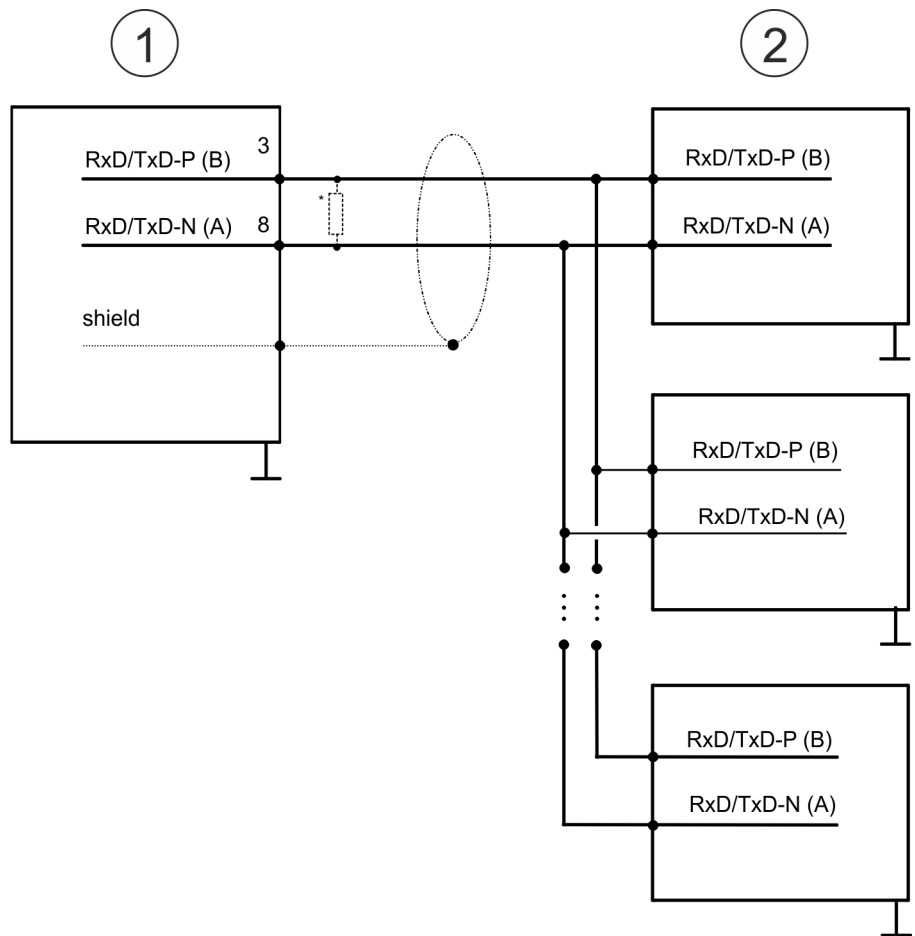 1
2
RxD/TxD-P (B)
3
RxD/TxD-N (A)
8
*
shield
RxD/TxD-P (B)
RxD/TxD-N (A)
RxD/TxD-P (B)
RxD/TxD-N (A)
RxD/TxD-P (B)
RxD/TxD-N (A)